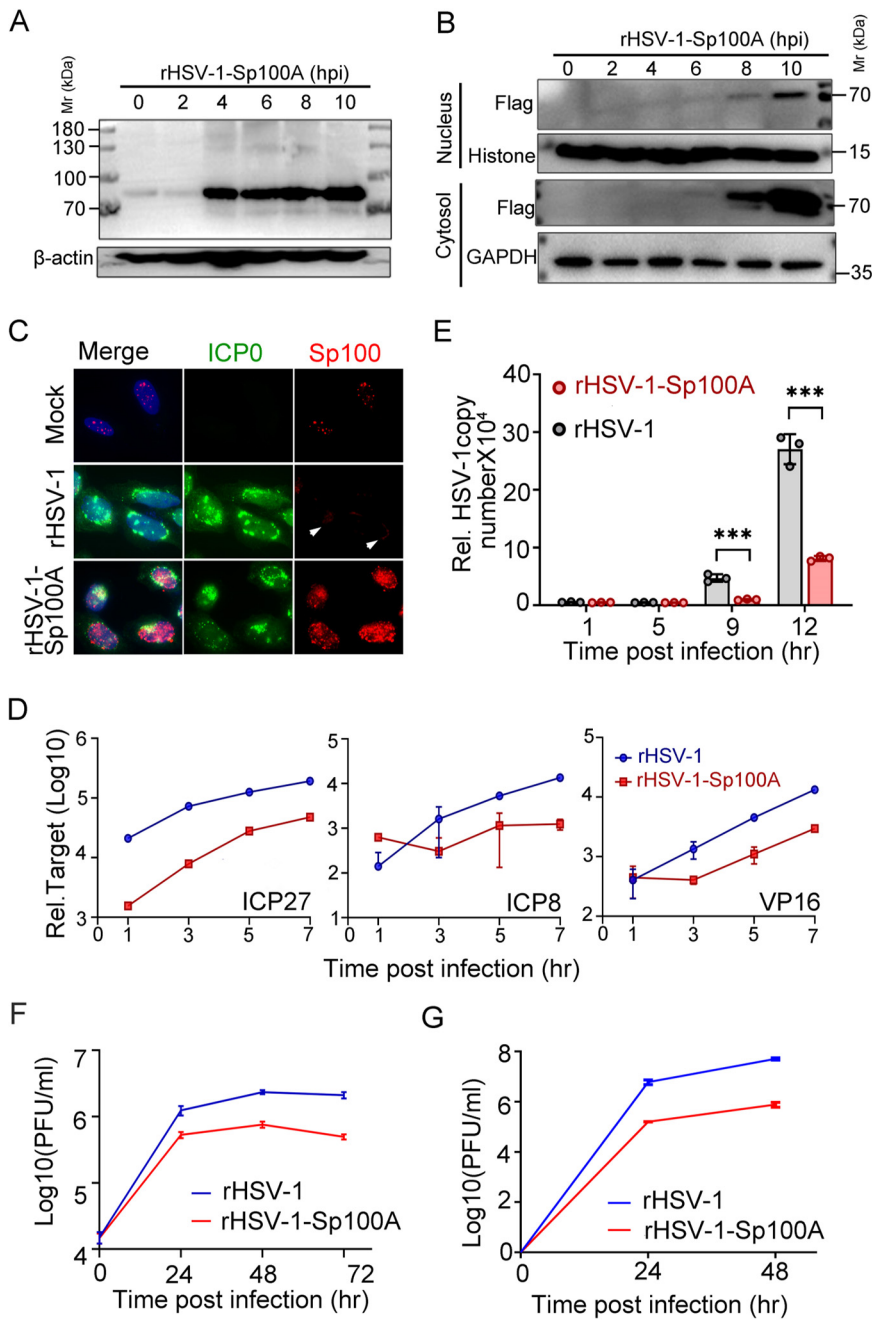 A
rHSV-1-Sp100A (hpi)
Mr (kDa)
0 2 4 6 8 10
180
130
100
70
β-actin
B
rHSV-1-Sp100A (hpi)
Mr (kDa)
0 2 4 6 8 10
Nucleus
Flag
70
Histone
15
Cytosol
Flag
70
GAPDH
35
C
Merge ICP0 Sp100
Mock
rHSV-1
rHSV-1-
Sp100A
E
Rel. HSV-1copy
numberX10⁴
40
30
20
10
0
rHSV-1-Sp100A
rHSV-1
***
***
1 5 9 12
Time post infection (hr)
D
Rel.Target (Log10)
6
5
4
3
0 1 3 5 7
ICP27
5
4
3
2
1
0 1 3 5 7
ICP8
5
4
3
2
0 1 3 5 7
VP16
rHSV-1
rHSV-1-Sp100A
Time post infection (hr)
F
Log10(PFU/ml)
7
6
5
4
0 24 48 72
rHSV-1
rHSV-1-Sp100A
Time post infection (hr)
G
Log10(PFU/ml)
8
6
4
2
0
0 24 48
rHSV-1
rHSV-1-Sp100A
Time post infection (hr)